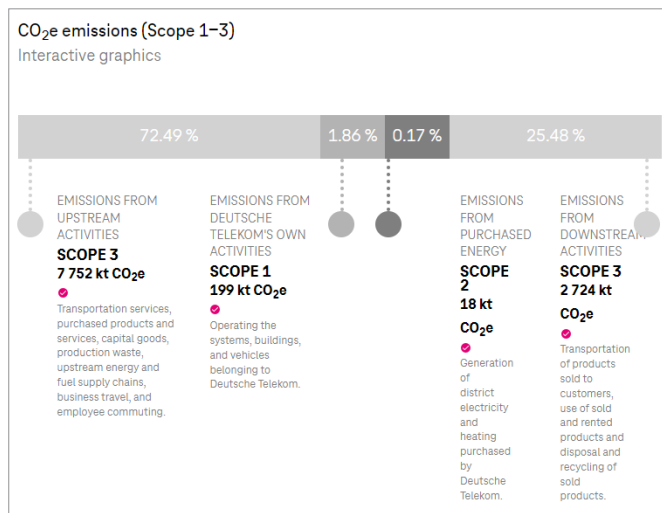 CO₂e emissions (Scope 1–3)
Interactive graphics
72.49 %
1.86 %
0.17 %
25.48 %
EMISSIONS FROM
UPSTREAM
ACTIVITIES
SCOPE 3
7 752 kt CO₂e
Transportation services,
purchased products and
services, capital goods,
production waste,
upstream energy and
fuel supply chains,
business travel, and
employee commuting.
EMISSIONS FROM
DEUTSCHE
TELEKOM'S OWN
ACTIVITIES
SCOPE 1
199 kt CO₂e
Operating the
systems, buildings,
and vehicles
belonging to
Deutsche Telekom.
EMISSIONS
FROM
PURCHASED
ENERGY
SCOPE
2
18 kt
CO₂e
Generation
of
district
electricity
and
heating
purchased
by
Deutsche
Telekom.
EMISSIONS
FROM
DOWNSTREAM
ACTIVITIES
SCOPE 3
2 724 kt
CO₂e
Transportation
of products
sold to
customers,
use of sold
and rented
products and
disposal and
recycling of
sold
products.